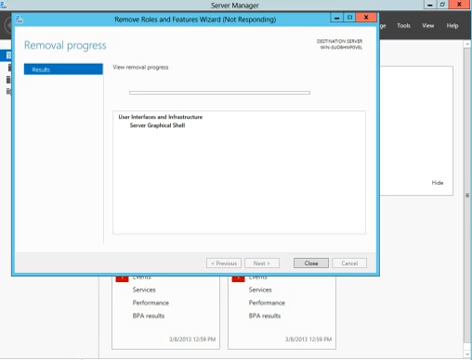 Server Manager
Remove Roles and Features Wizard (Not Responding)
Tools View Help
Removal progress
DESTINATION SERVER
Results
View removal progress
User Interfaces and Infrastructure
Server Graphical Shell
Hide
< Previous Next > Close Cancel
Events Events
Services Services
Performance Performance
BPA results BPA results
3/8/2013 12:59 PM 3/8/2013 12:59 PM